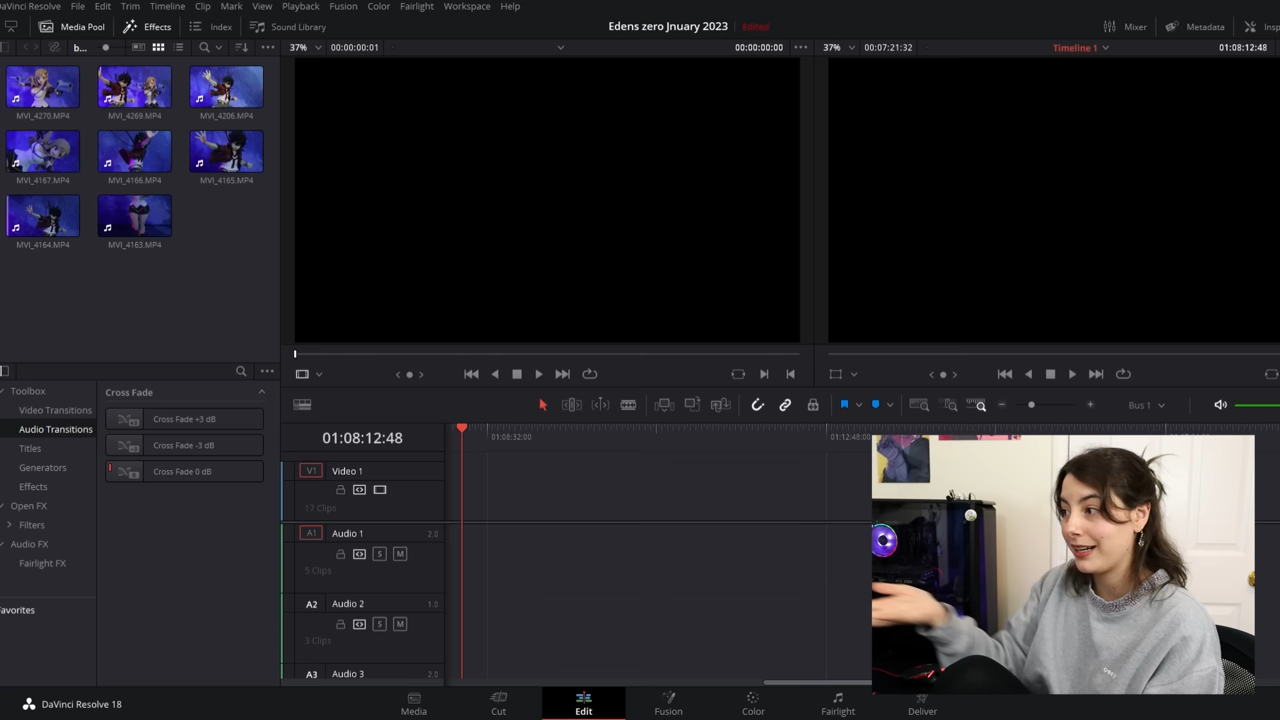 DaVinci Resolve File Edit Trim Timeline Clip Mark View Playback Fusion Color Fairlight Workspace Help
Media Pool Effects Index Sound Library Edens zero Jnuary 2023 Edited Mixer Metadata Insp
b... 37% 00:00:00:01 00:00:00:00 37% 00:07:21:32 Timeline 1 01:08:12:48
MVI_4270.MP4 MVI_4269.MP4 MVI_4206.MP4
MVI_4167.MP4 MVI_4166.MP4 MVI_4165.MP4
MVI_4164.MP4 MVI_4163.MP4
Toolbox
Video Transitions
Audio Transitions
Titles
Generators
Effects
Open FX
Filters
Audio FX
Fairlight FX
Favorites
Cross Fade
Cross Fade +3 dB
Cross Fade -3 dB
Cross Fade 0 dB
Bus 1
01:08:12:48 01:08:32:00 01:12:48:00
V1 Video 1
17 Clips
A1 Audio 1 2.0
S M
5 Clips
A2 Audio 2 1.0
S M
3 Clips
A3 Audio 3 2.0
DaVinci Resolve 18 Media Cut Edit Fusion Color Fairlight Deliver